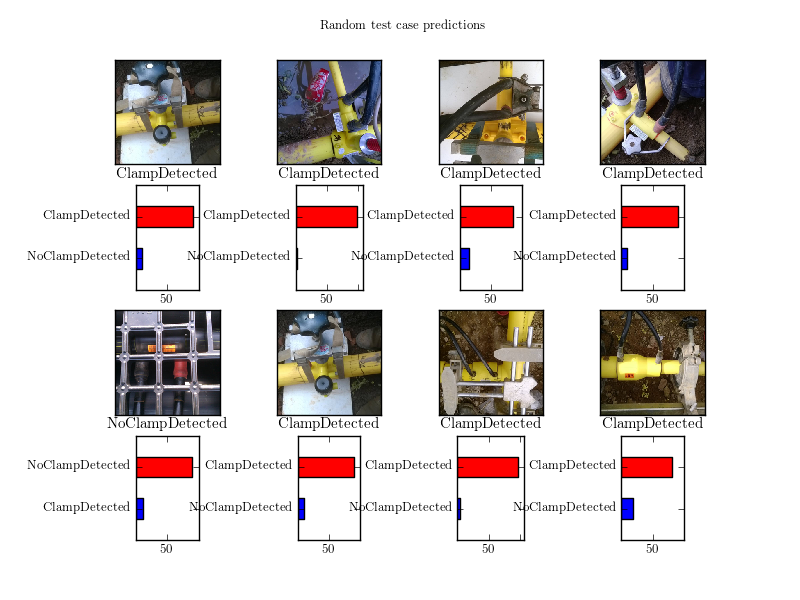 Random test case predictions
ClampDetected ClampDetected ClampDetected ClampDetected
ClampDetected ClampDetected ClampDetected ClampDetected
NoClampDetected NoClampDetected NoClampDetected NoClampDetected
50 50 50 50
NoClampDetected ClampDetected ClampDetected ClampDetected
NoClampDetected ClampDetected ClampDetected ClampDetected
ClampDetected NoClampDetected NoClampDetected NoClampDetected
50 50 50 50